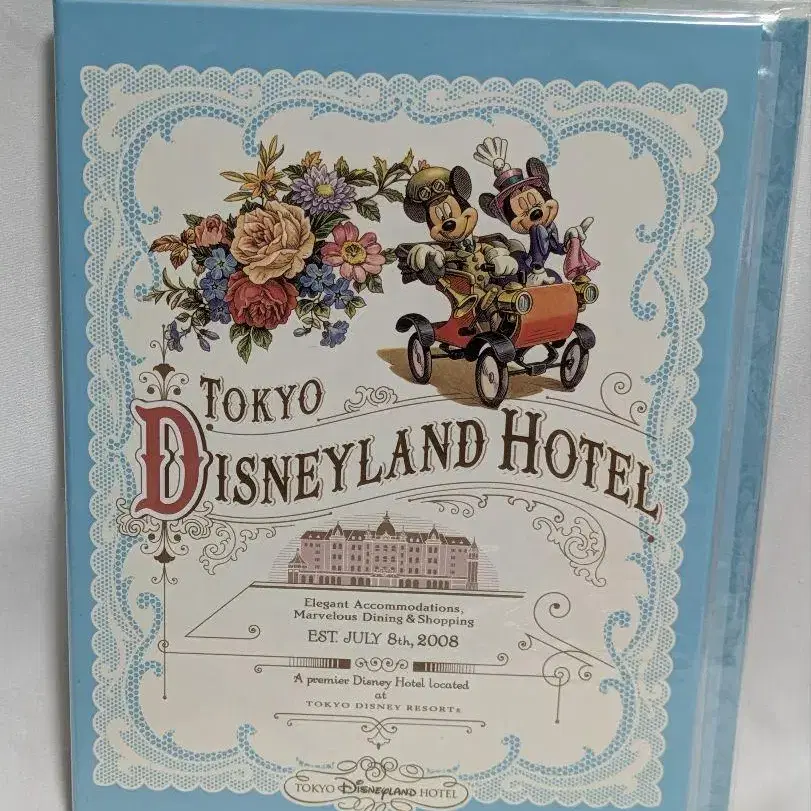 TOKYO
DISNEYLAND HOTEL
Elegant Accommodations,
Marvelous Dining & Shopping
EST. JULY 8th, 2008
A premier Disney Hotel located
at
TOKYO DISNEY RESORT®
TOKYO Disneyland HOTEL